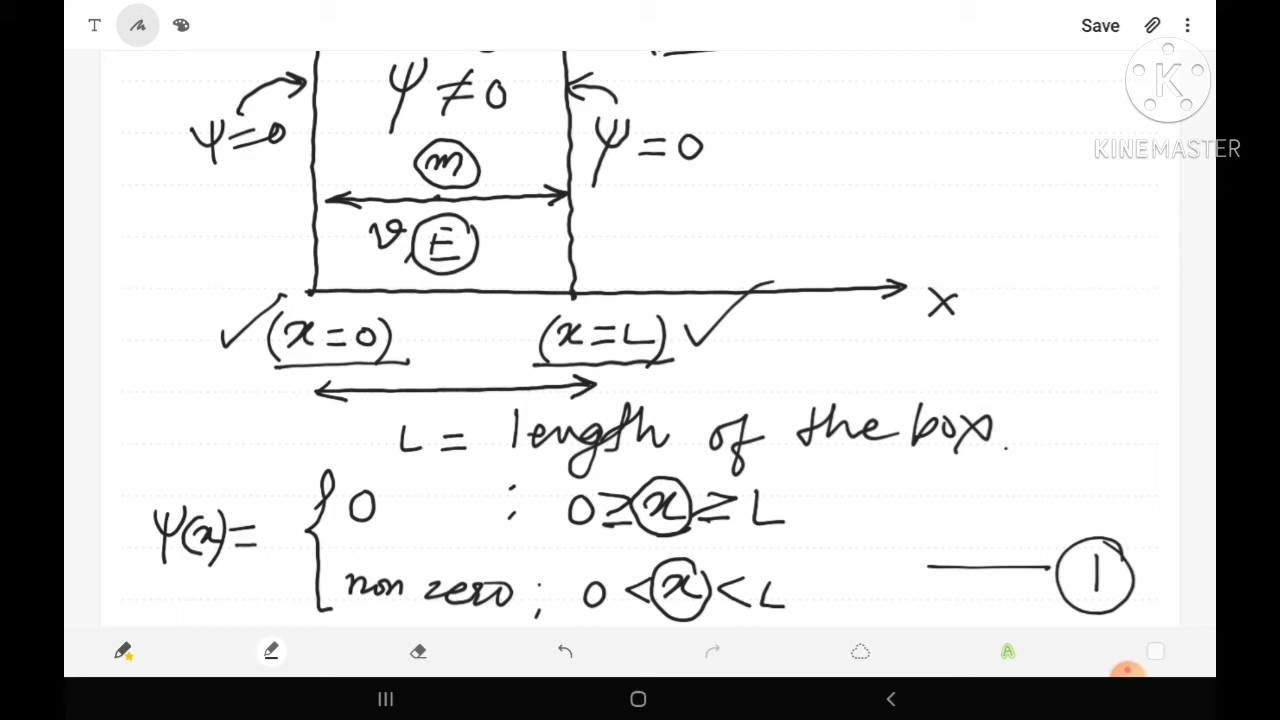 T
Save
K
KINEMASTER
ψ ≠ 0
ψ=0
ψ = 0
m
v, E
x
(x=0)
(x=L)
L = length of the box.
ψ(x)= { 0 ; 0 ≥ x ≥ L
non zero ; 0 < x < L
1
A